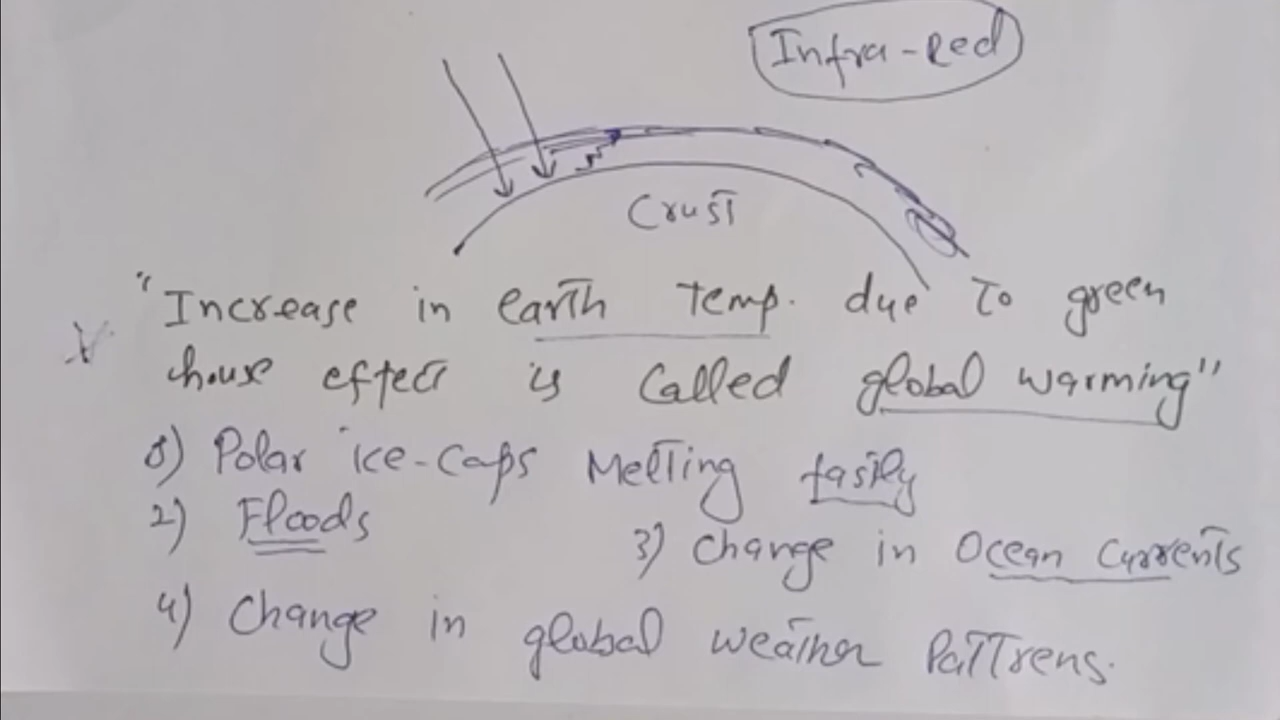 Infra-Red
Crust
"Increase in earth temp. due to green
house effect is called global warming"
1) Polar ice-caps Melting fastly
2) Floods
3) Change in Ocean Currents
4) Change in global weather Pattrens.